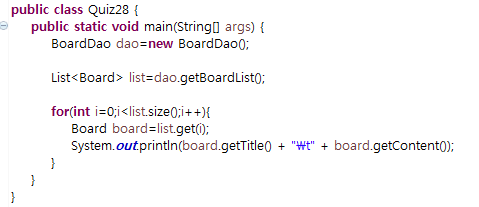 public class Quiz28 {
public static void main(String[] args) {
BoardDao dao=new BoardDao();
List<Board> list=dao.getBoardList();
for(int i=0;i<list.size();i++){
Board board=list.get(i);
System.out.println(board.getTitle() + "₩t" + board.getContent());
}
}
}